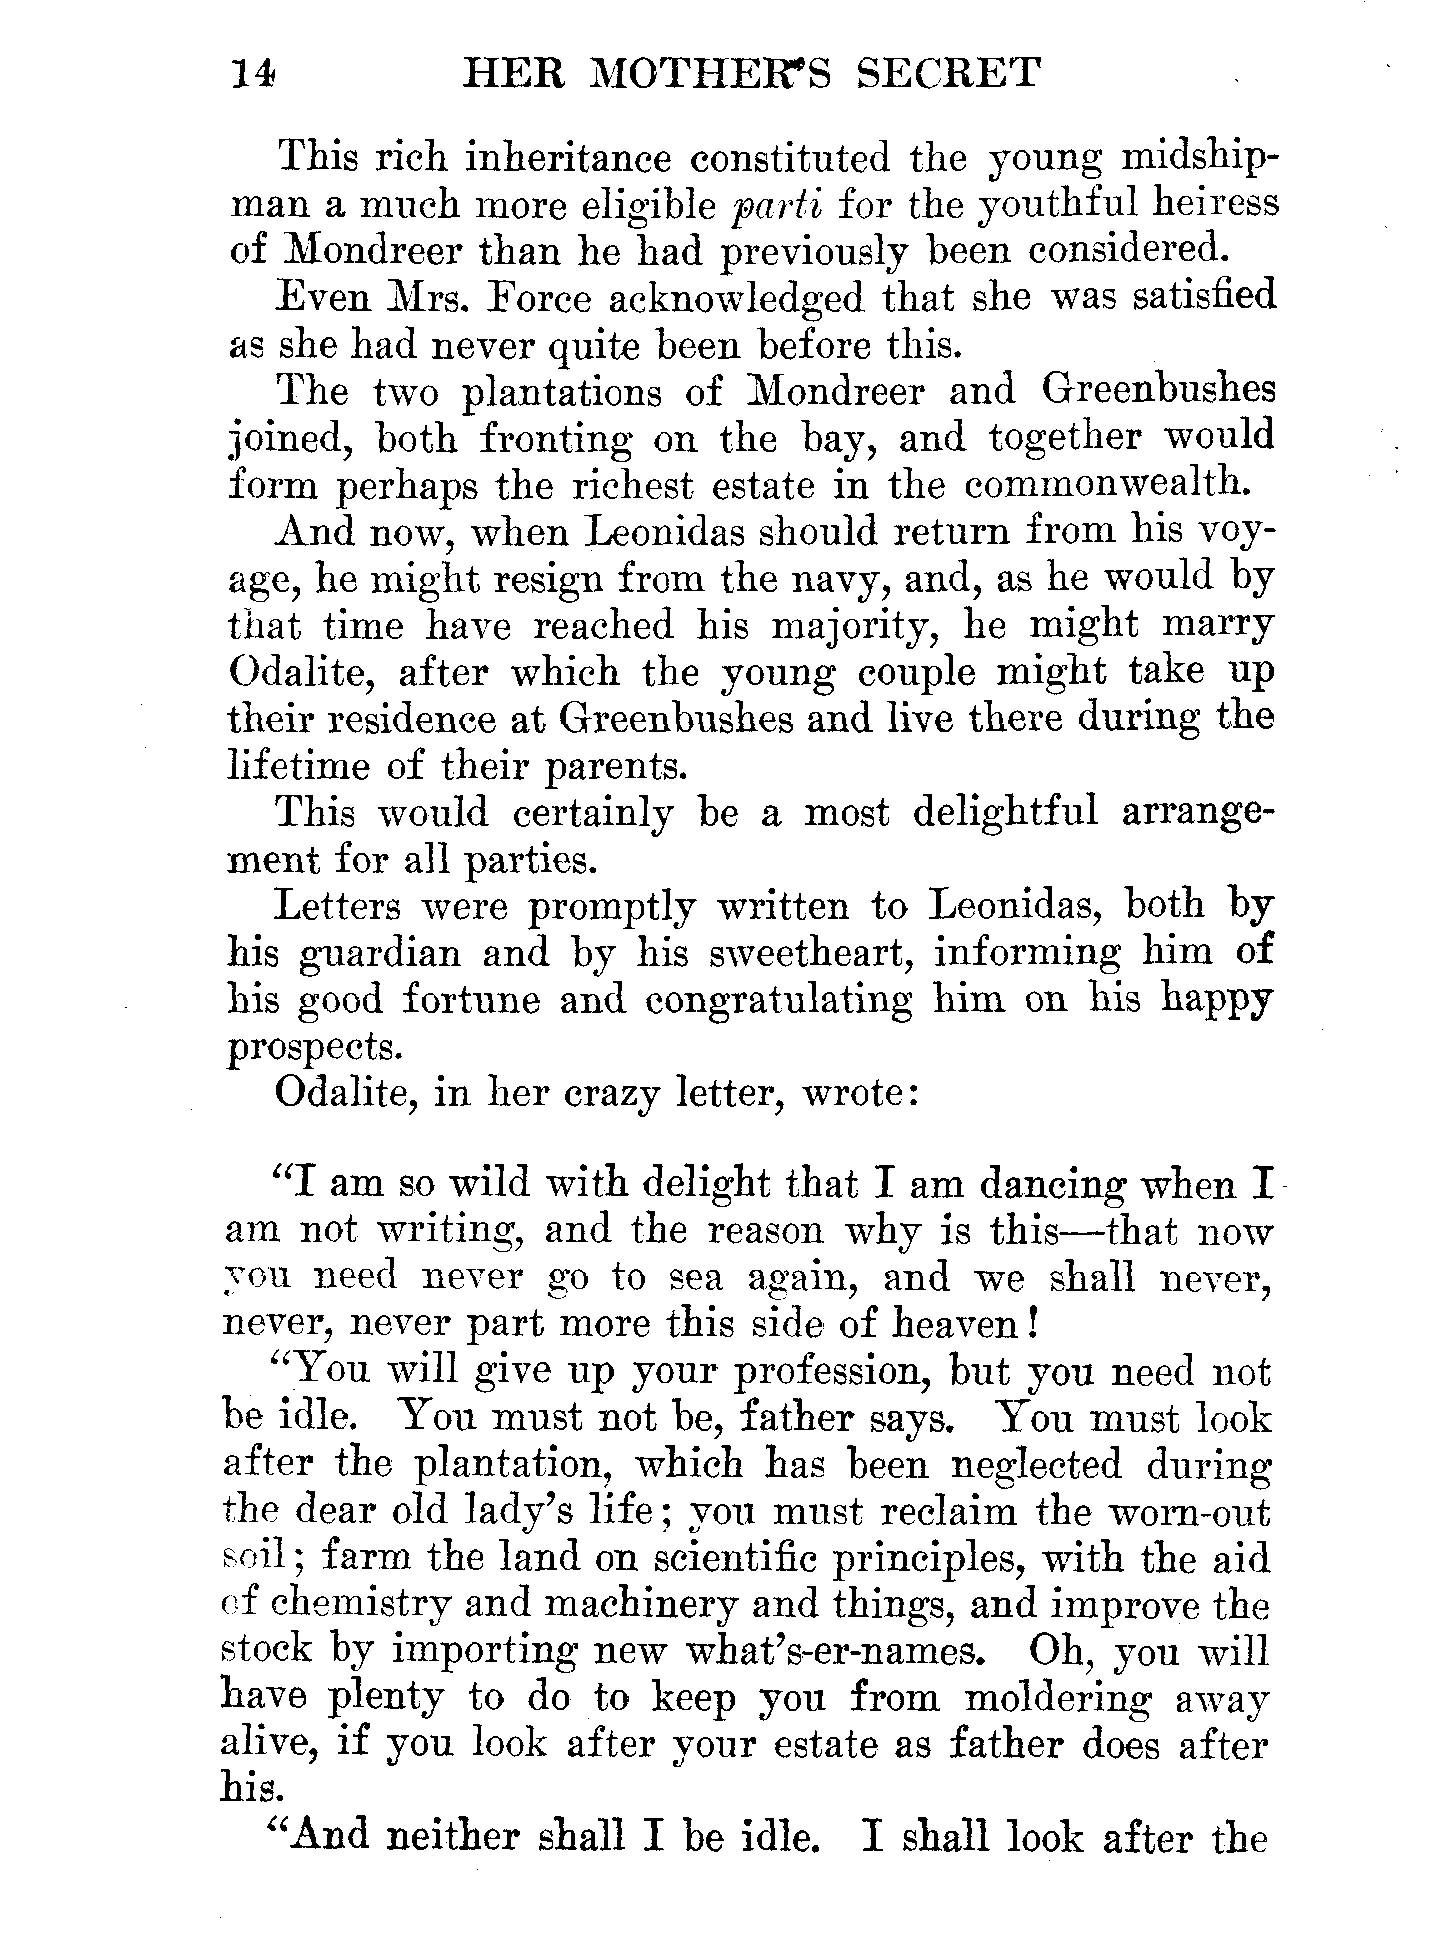 14 HER MOTHER'S SECRET
This rich inheritance constituted the young midship-
man a much more eligible parti for the youthful heiress
of Mondreer than he had previously been considered.
Even Mrs. Force acknowledged that she was satisfied
as she had never quite been before this.
The two plantations of Mondreer and Greenbushes
joined, both fronting on the bay, and together would
form perhaps the richest estate in the commonwealth.
And now, when Leonidas should return from his voy-
age, he might resign from the navy, and, as he would by
that time have reached his majority, he might marry
Odalite, after which the young couple might take up
their residence at Greenbushes and live there during the
lifetime of their parents.
This would certainly be a most delightful arrange-
ment for all parties.
Letters were promptly written to Leonidas, both by
his guardian and by his sweetheart, informing him of
his good fortune and congratulating him on his happy
prospects.
Odalite, in her crazy letter, wrote:
"I am so wild with delight that I am dancing when I
am not writing, and the reason why is this—that now
you need never go to sea again, and we shall never,
never, never part more this side of heaven!
"You will give up your profession, but you need not
be idle. You must not be, father says. You must look
after the plantation, which has been neglected during
the dear old lady's life; you must reclaim the worn-out
soil; farm the land on scientific principles, with the aid
of chemistry and machinery and things, and improve the
stock by importing new what's-er-names. Oh, you will
have plenty to do to keep you from moldering away
alive, if you look after your estate as father does after
his.
"And neither shall I be idle. I shall look after the